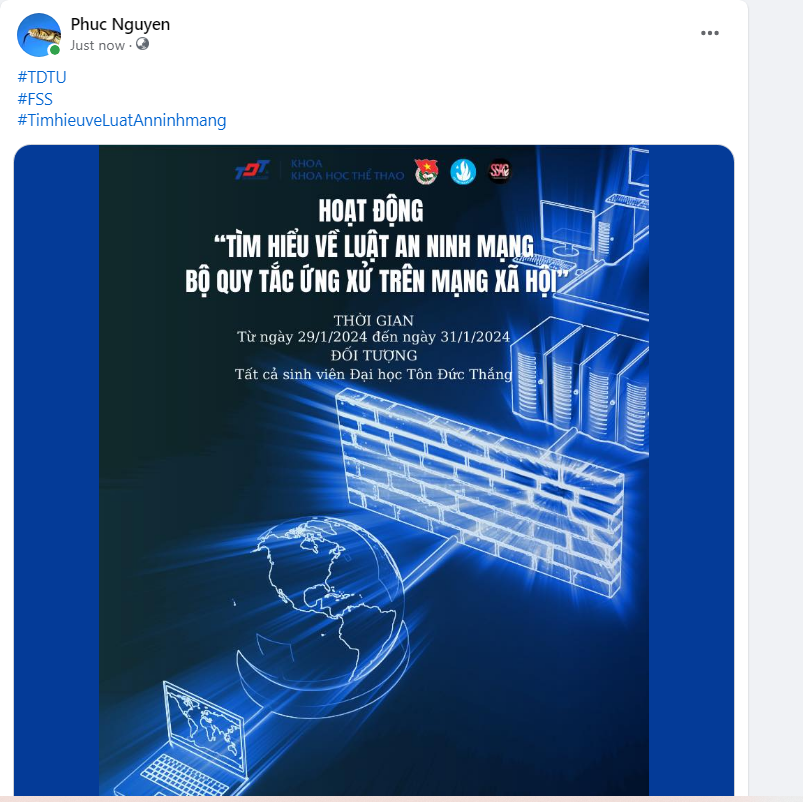 Phuc Nguyen
Just now ·
#TDTU
#FSS
#TimhieuveLuatAnninhmang
TDT
KHOA
KHOA HỌC THỂ THAO
SSAC
HOẠT ĐỘNG
“TÌM HIỂU VỀ LUẬT AN NINH MẠNG
BỘ QUY TẮC ỨNG XỬ TRÊN MẠNG XÃ HỘI”
THỜI GIAN
Từ ngày 29/1/2024 đến ngày 31/1/2024
ĐỐI TƯỢNG
Tất cả sinh viên Đại học Tôn Đức Thắng